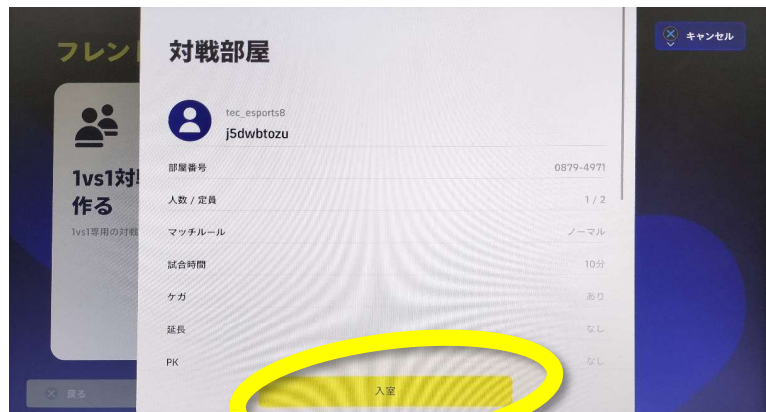 フレント
対戦部屋
キャンセル
tec_esports8
j5dwbtozu
1vs1対
作る
1vs1専用の対戦
部屋番号 0879-4971
人数 / 定員 1 / 2
マッチルール ノーマル
試合時間 10分
ケガ あり
延長 なし
PK なし
入室
戻る